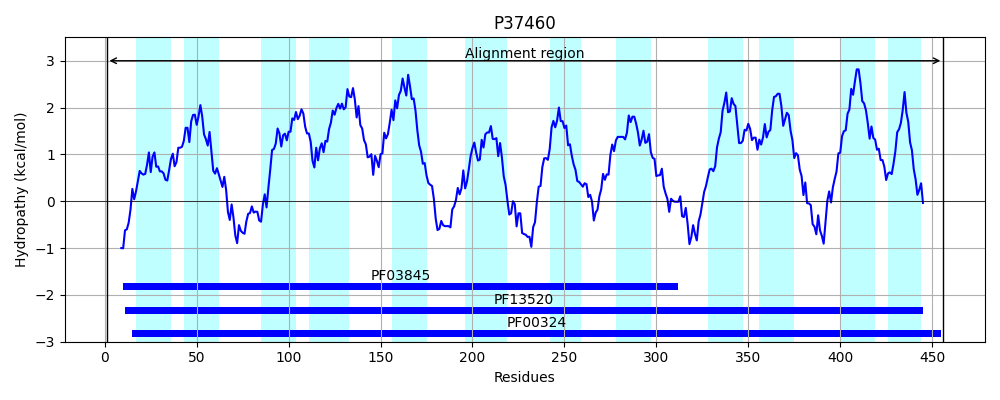 P37460
Alignment region
3
2
1
0
−1
−2
−3
Hydropathy (kcal/mol)
PF03845
PF13520
PF00324
0 50 100 150 200 250 300 350 400 450
Residues